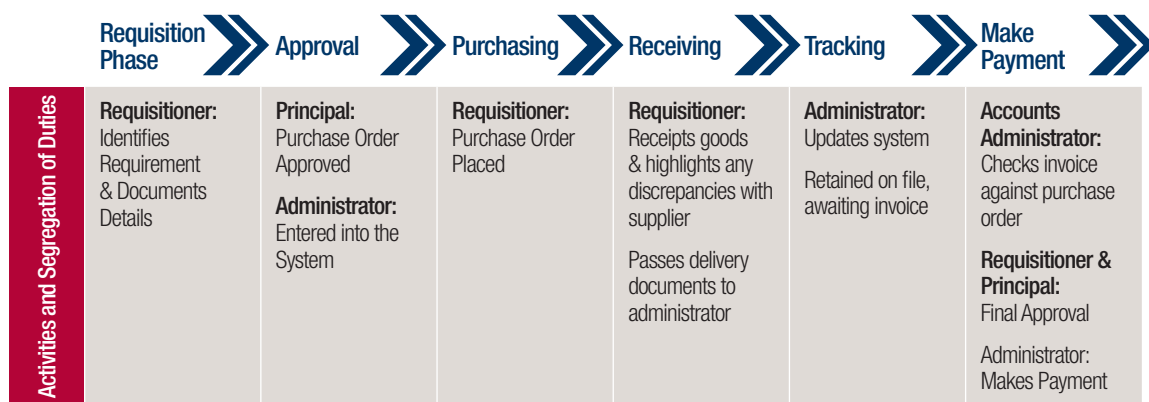 Requisition
Phase
Approval
Purchasing
Receiving
Tracking
Make
Payment
Activities and Segregation of Duties
Requisitioner:
Identifies
Requirement
& Documents
Details
Principal:
Purchase Order
Approved
Administrator:
Entered into the
System
Requisitioner:
Purchase Order
Placed
Requisitioner:
Receipts goods
& highlights any
discrepancies with
supplier
Passes delivery
documents to
administrator
Administrator:
Updates system
Retained on file,
awaiting invoice
Accounts
Administrator:
Checks invoice
against purchase
order
Requisitioner &
Principal:
Final Approval
Administrator:
Makes Payment